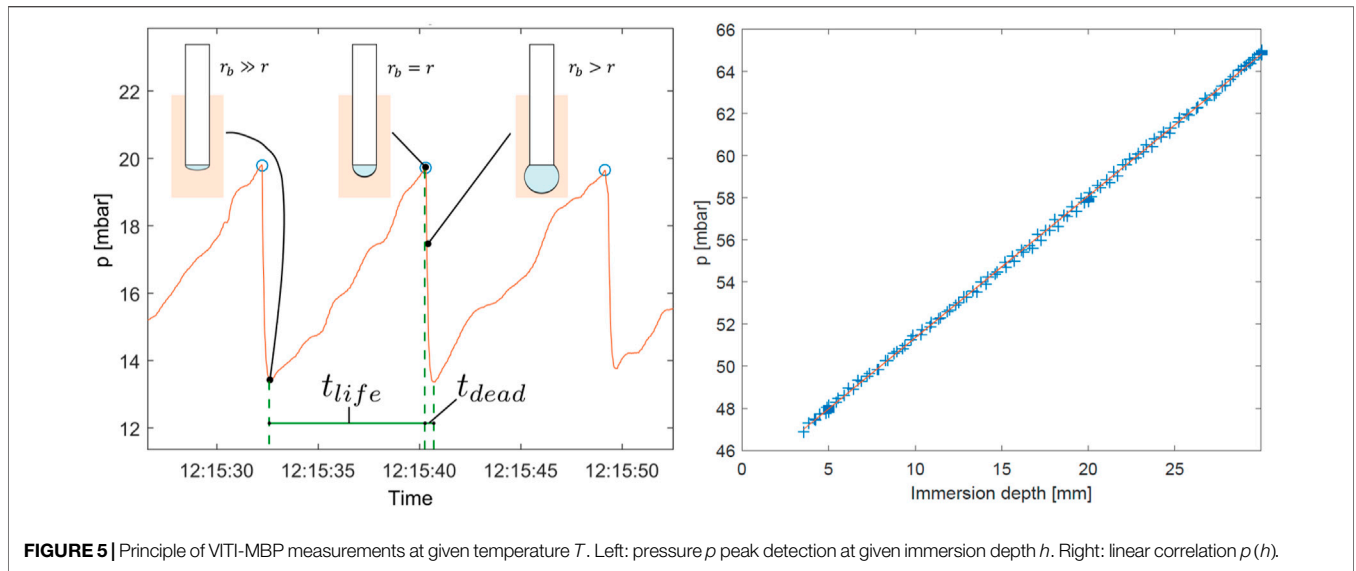 r_b ≫ r
r_b = r
r_b > r
22
20
18
16
14
12
p [mbar]
t_life
t_dead
12:15:30 12:15:35 12:15:40 12:15:45 12:15:50
Time
66
64
62
60
58
56
54
52
50
48
46
p [mbar]
0 5 10 15 20 25
Immersion depth [mm]
FIGURE 5 | Principle of VITI-MBP measurements at given temperature T. Left: pressure p peak detection at given immersion depth h. Right: linear correlation p (h).